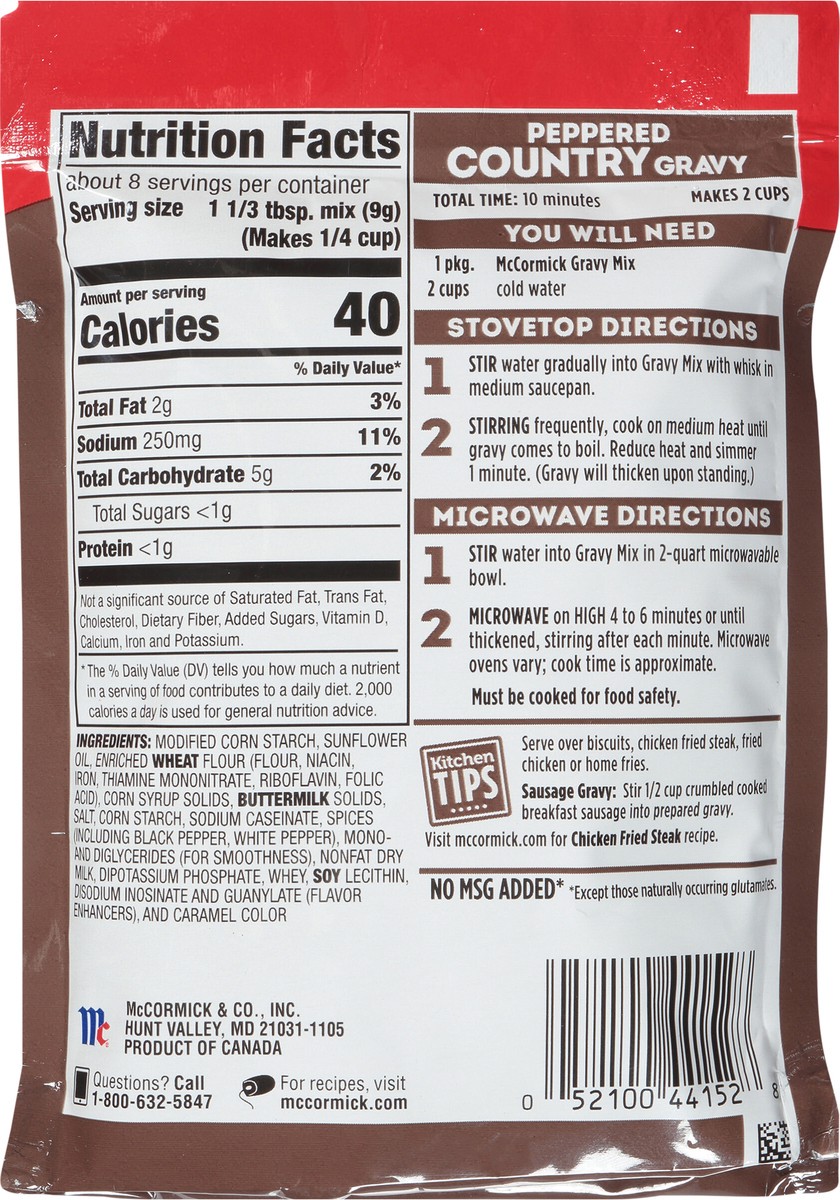 Nutrition Facts
about 8 servings per container
Serving size 1 1/3 tbsp. mix (9g)
(Makes 1/4 cup)
Amount per serving
Calories 40
% Daily Value*
Total Fat 2g 3%
Sodium 250mg 11%
Total Carbohydrate 5g 2%
Total Sugars <1g
Protein <1g
Not a significant source of Saturated Fat, Trans Fat,
Cholesterol, Dietary Fiber, Added Sugars, Vitamin D,
Calcium, Iron and Potassium.
*The % Daily Value (DV) tells you how much a nutrient
in a serving of food contributes to a daily diet. 2,000
calories a day is used for general nutrition advice.
INGREDIENTS: MODIFIED CORN STARCH, SUNFLOWER
OIL, ENRICHED WHEAT FLOUR (FLOUR, NIACIN,
IRON, THIAMINE MONONITRATE, RIBOFLAVIN, FOLIC
ACID), CORN SYRUP SOLIDS, BUTTERMILK SOLIDS,
SALT, CORN STARCH, SODIUM CASEINATE, SPICES
(INCLUDING BLACK PEPPER, WHITE PEPPER), MONO-
AND DIGLYCERIDES (FOR SMOOTHNESS), NONFAT DRY
MILK, DIPOTASSIUM PHOSPHATE, WHEY, SOY LECITHIN,
DISODIUM INOSINATE AND GUANYLATE (FLAVOR
ENHANCERS), AND CARAMEL COLOR
Mc
McCORMICK & CO., INC.
HUNT VALLEY, MD 21031-1105
PRODUCT OF CANADA
Questions? Call
1-800-632-5847
For recipes, visit
mccormick.com
PEPPERED
COUNTRY GRAVY
TOTAL TIME: 10 minutes MAKES 2 CUPS
YOU WILL NEED
1 pkg. McCormick Gravy Mix
2 cups cold water
STOVETOP DIRECTIONS
1 STIR water gradually into Gravy Mix with whisk in
medium saucepan.
2 STIRRING frequently, cook on medium heat until
gravy comes to boil. Reduce heat and simmer
1 minute. (Gravy will thicken upon standing.)
MICROWAVE DIRECTIONS
1 STIR water into Gravy Mix in 2-quart microwavable
bowl.
2 MICROWAVE on HIGH 4 to 6 minutes or until
thickened, stirring after each minute. Microwave
ovens vary; cook time is approximate.
Must be cooked for food safety.
Kitchen
TIPS
Serve over biscuits, chicken fried steak, fried
chicken or home fries.
Sausage Gravy: Stir 1/2 cup crumbled cooked
breakfast sausage into prepared gravy.
Visit mccormick.com for Chicken Fried Steak recipe.
NO MSG ADDED* *Except those naturally occurring glutamates.
0 52100 44152 8